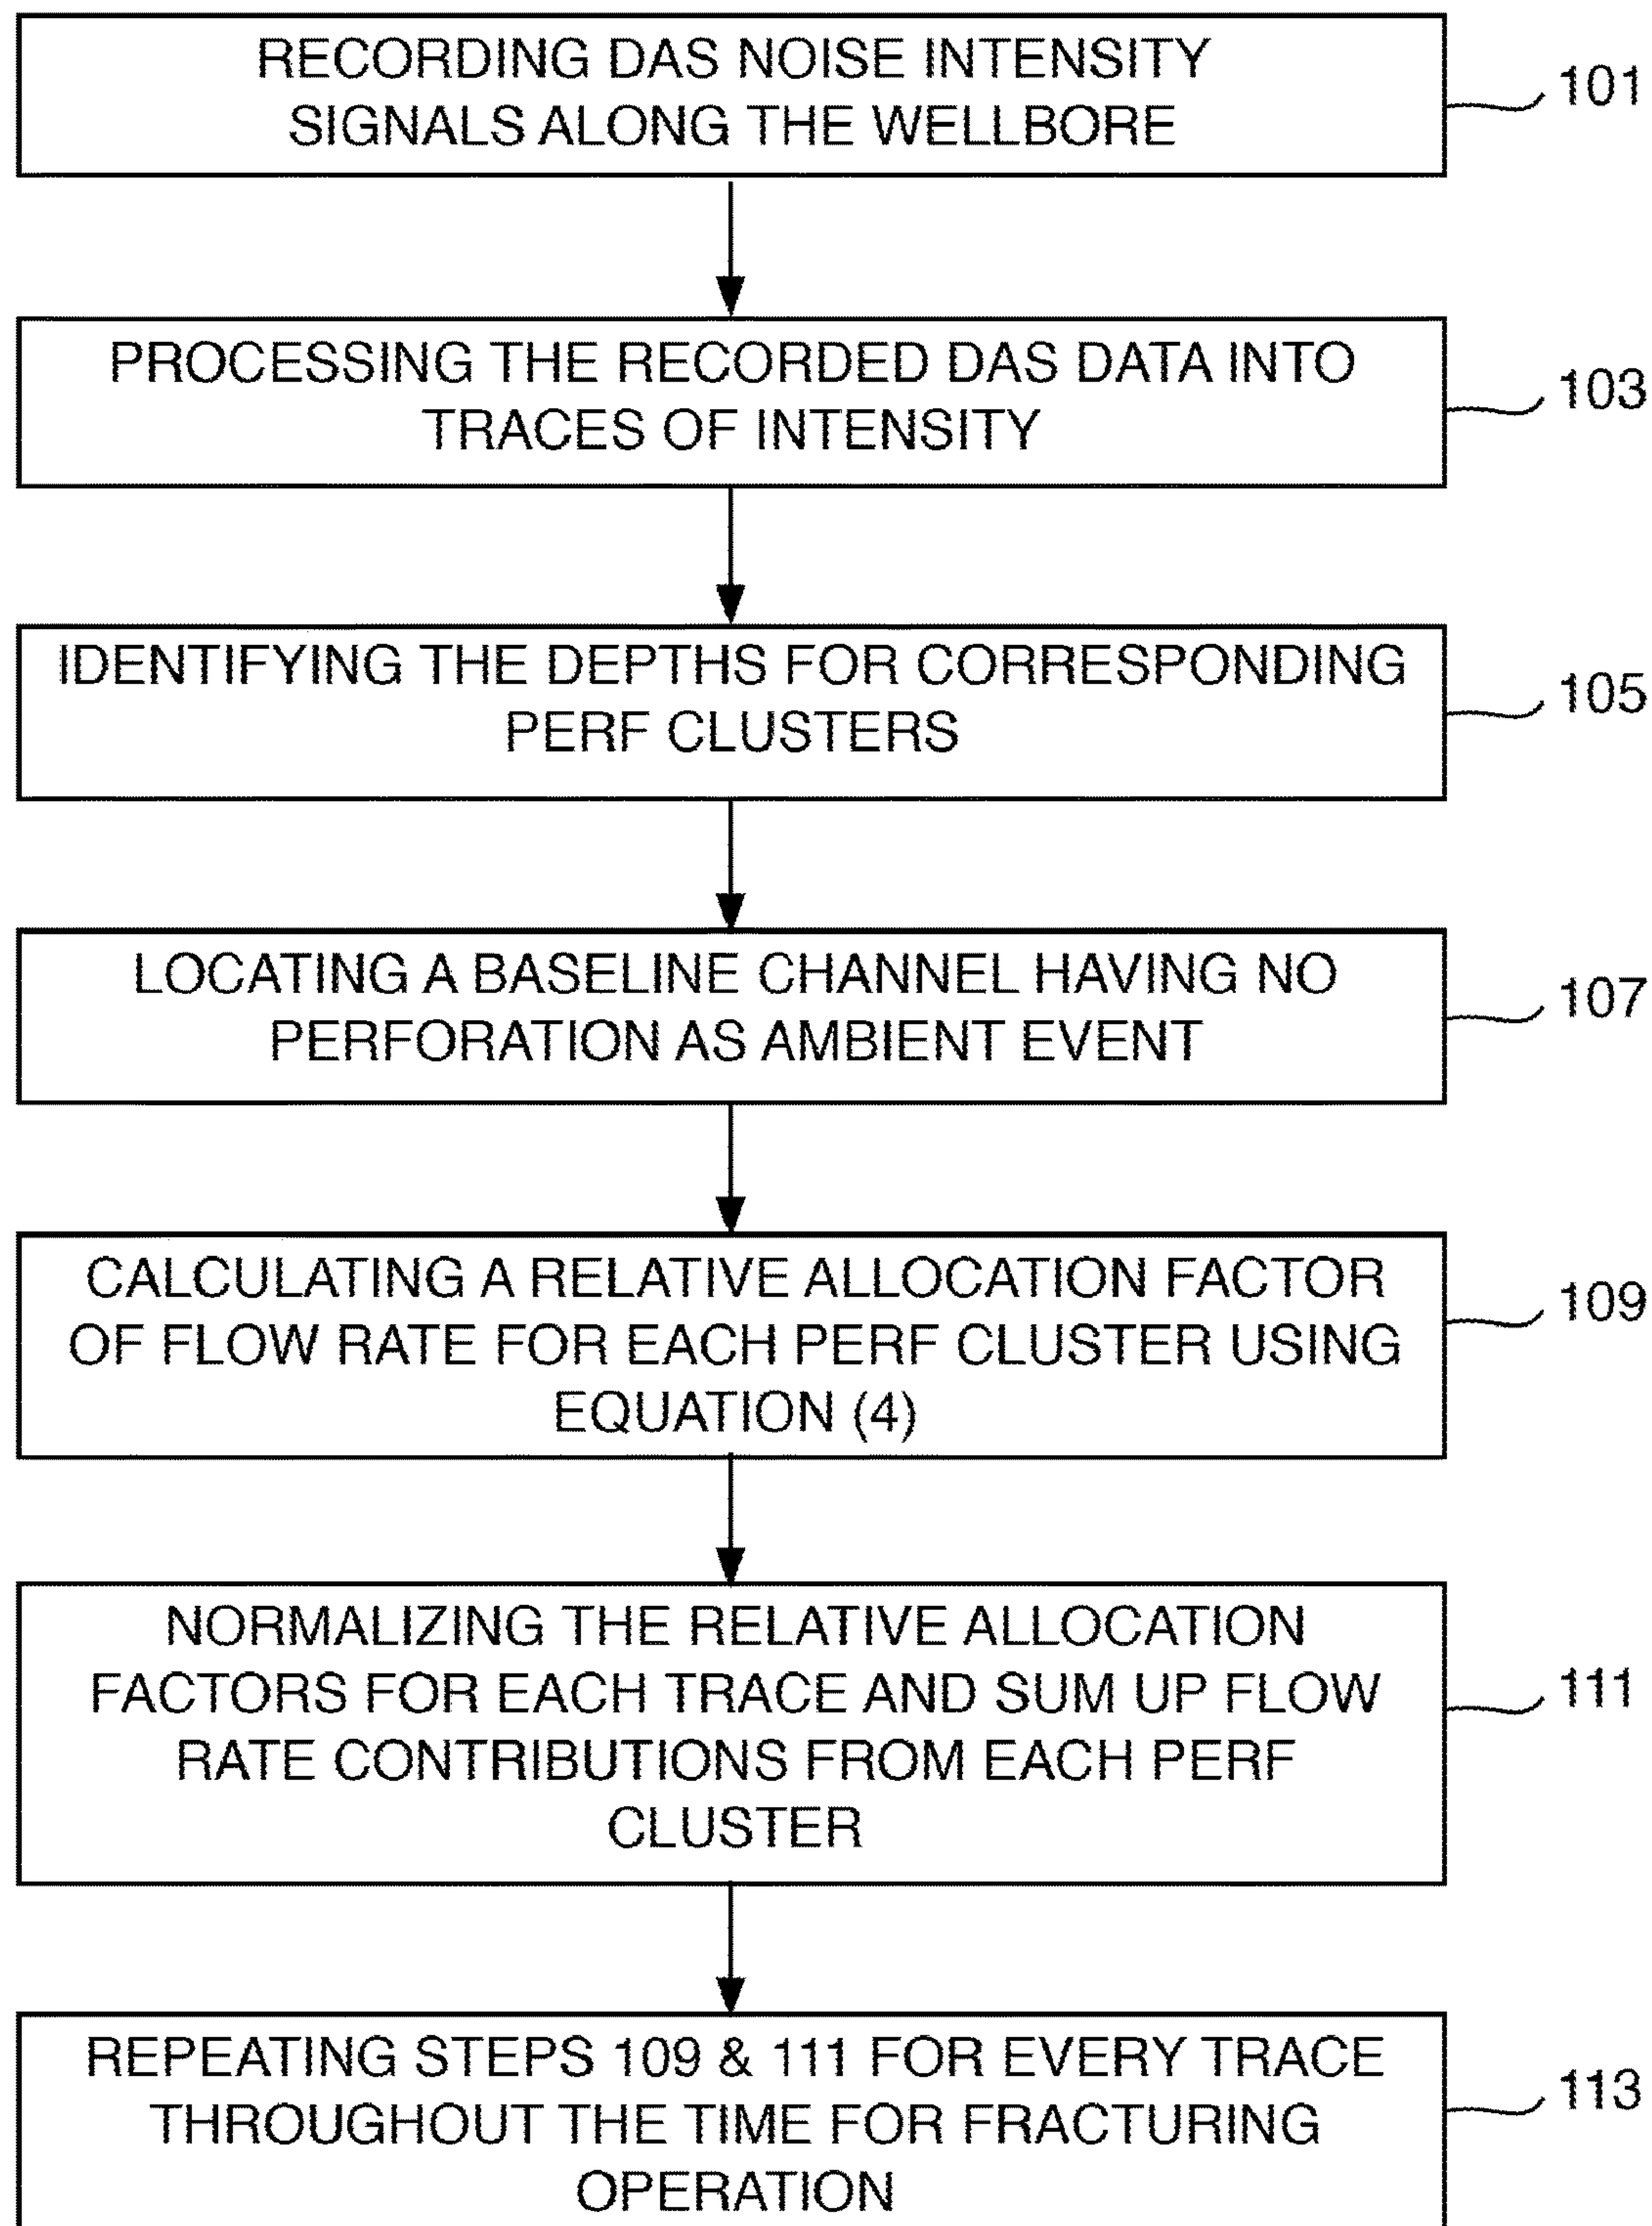 RECORDING DAS NOISE INTENSITY
SIGNALS ALONG THE WELLBORE
101
PROCESSING THE RECORDED DAS DATA INTO
TRACES OF INTENSITY
103
IDENTIFYING THE DEPTHS FOR CORRESPONDING
PERF CLUSTERS
105
LOCATING A BASELINE CHANNEL HAVING NO
PERFORATION AS AMBIENT EVENT
107
CALCULATING A RELATIVE ALLOCATION FACTOR
OF FLOW RATE FOR EACH PERF CLUSTER USING
EQUATION (4)
109
NORMALIZING THE RELATIVE ALLOCATION
FACTORS FOR EACH TRACE AND SUM UP FLOW
RATE CONTRIBUTIONS FROM EACH PERF
CLUSTER
111
REPEATING STEPS 109 & 111 FOR EVERY TRACE
THROUGHOUT THE TIME FOR FRACTURING
OPERATION
113